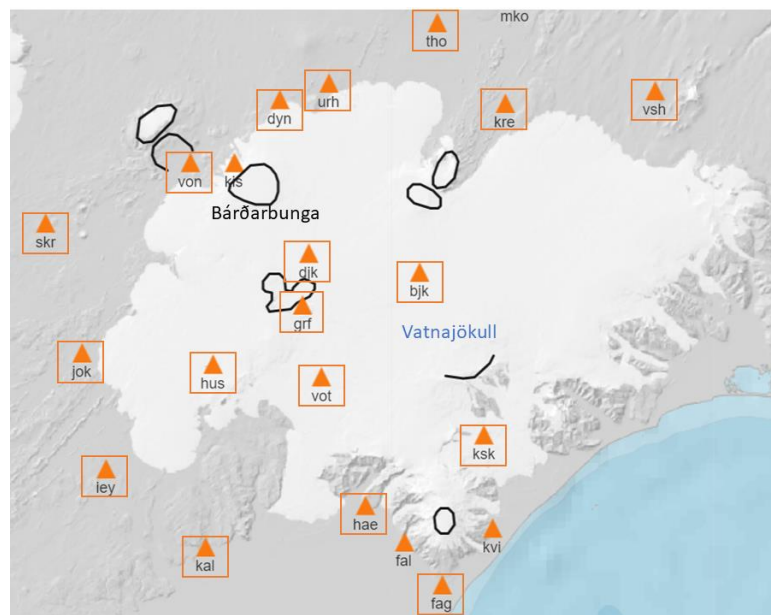 mko
tho
urh
dyn
kre
vsh
von
kis
Bárðarbunga
skr
djk
bjk
grf
Vatnajökull
jok
hus
vot
ksk
iey
hae
kal
fal
kvi
fag